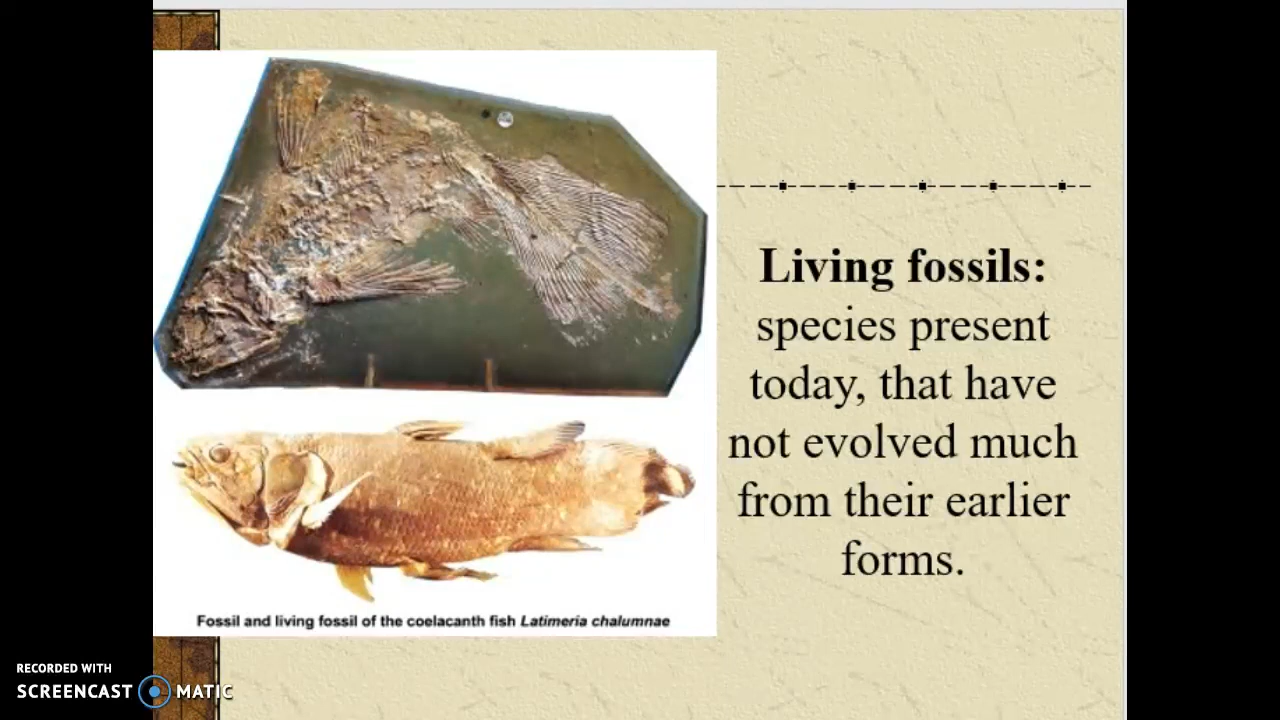 Living fossils:
species present
today, that have
not evolved much
from their earlier
forms.
Fossil and living fossil of the coelacanth fish Latimeria chalumnae
RECORDED WITH
SCREENCAST MATIC